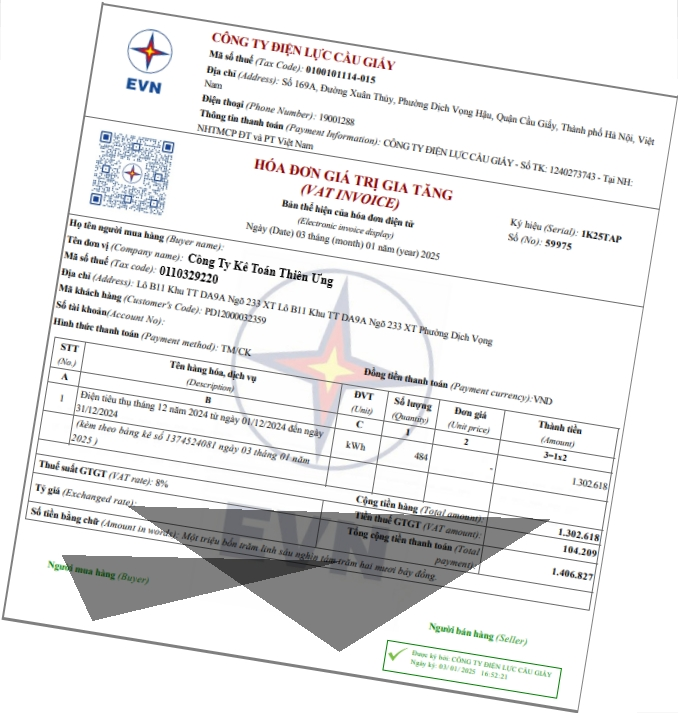 EVN
CÔNG TY ĐIỆN LỰC CẦU GIẤY
Mã số thuế (Tax Code): 0100101114-015
Địa chỉ (Address): Số 169A, Đường Xuân Thủy, Phường Dịch Vọng Hậu, Quận Cầu Giấy, Thành phố Hà Nội, Việt
Nam
Điện thoại (Phone Number): 19001288
Thông tin thanh toán (Payment Information): CÔNG TY ĐIỆN LỰC CẦU GIẤY - Số TK: 1240273743 - Tại NH:
NHTMCP ĐT và PT Việt Nam
HÓA ĐƠN GIÁ TRỊ GIA TĂNG
(VAT INVOICE)
Bản thể hiện của hóa đơn điện tử
(Electronic invoice display)
Ngày (Date) 03 tháng (month) 01 năm (year) 2025
Ký hiệu (Serial): 1K25TAP
Số (No): 59975
Họ tên người mua hàng (Buyer name):
Tên đơn vị (Company name): Công Ty Kế Toán Thiên Ưng
Mã số thuế (Tax code): 0110329220
Địa chỉ (Address): Lô B11 Khu TT DA9A Ngõ 233 XT Lô B11 Khu TT DA9A Ngõ 233 XT Phường Dịch Vọng
Mã khách hàng (Customer's Code): PD12000032359
Số tài khoản(Account No):
Hình thức thanh toán (Payment method): TM/CK
Đồng tiền thanh toán (Payment currency):VND
STT (No.) Tên hàng hóa, dịch vụ (Description) ĐVT (Unit) Số lượng (Quantity) Đơn giá (Unit price) Thành tiền (Amount)
A B C 1 2 3=1x2
1 Điện tiêu thụ tháng 12 năm 2024 từ ngày 01/12/2024 đến ngày
31/12/2024
(kèm theo bảng kê số 1374524081 ngày 03 tháng 01 năm
2025 )
kWh 484 - 1.302.618
Thuế suất GTGT (VAT rate): 8%
Cộng tiền hàng (Total amount): 1.302.618
Tỷ giá (Exchanged rate):
Tiền thuế GTGT (VAT amount): 104.209
Tổng cộng tiền thanh toán (Total
payment): 1.406.827
Số tiền bằng chữ (Amount in words): Một triệu bốn trăm linh sáu nghìn tám trăm hai mươi bảy đồng.
Người mua hàng (Buyer)
Người bán hàng (Seller)
Được ký bởi: CÔNG TY ĐIỆN LỰC CẦU GIẤY
Ngày ký: 03/01/2025 16:52:21
EVN